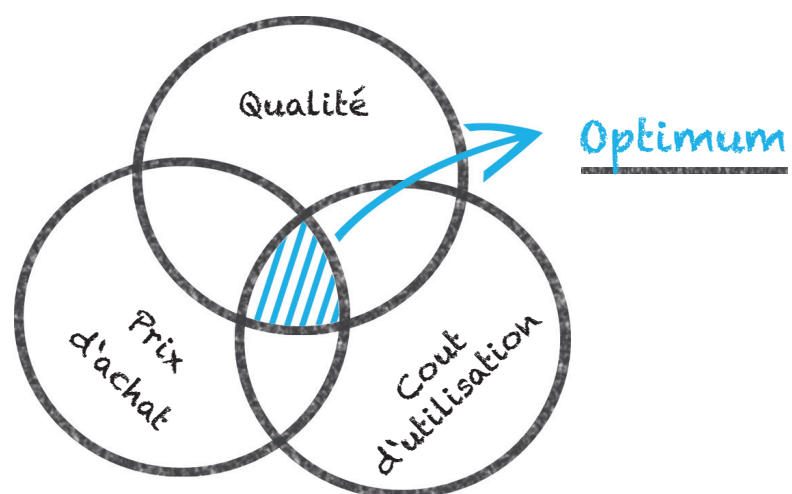 Qualité
Optimum
Prix
d'achat
Cout
d'utilisation